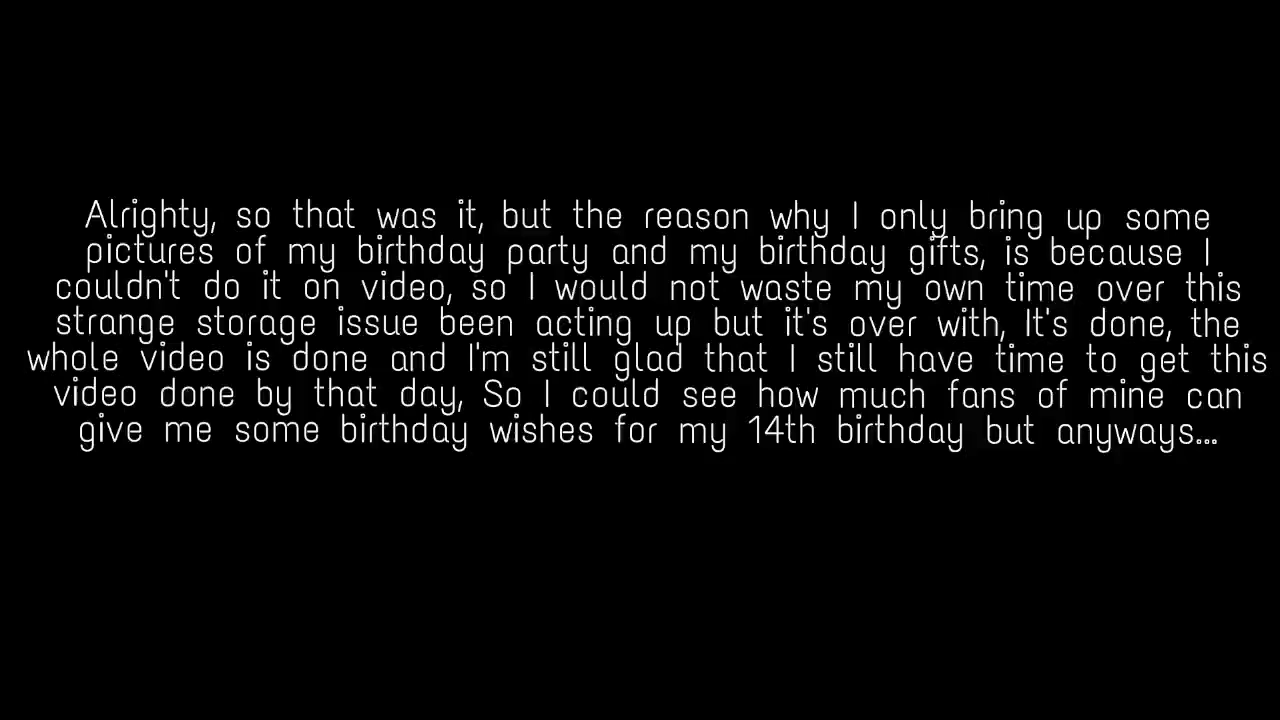 Alrighty, so that was it, but the reason why I only bring up some
pictures of my birthday party and my birthday gifts, is because I
couldn't do it on video, so I would not waste my own time over this
strange storage issue been acting up but it's over with, It's done, the
whole video is done and I'm still glad that I still have time to get this
video done by that day, So I could see how much fans of mine can
give me some birthday wishes for my 14th birthday but anyways...